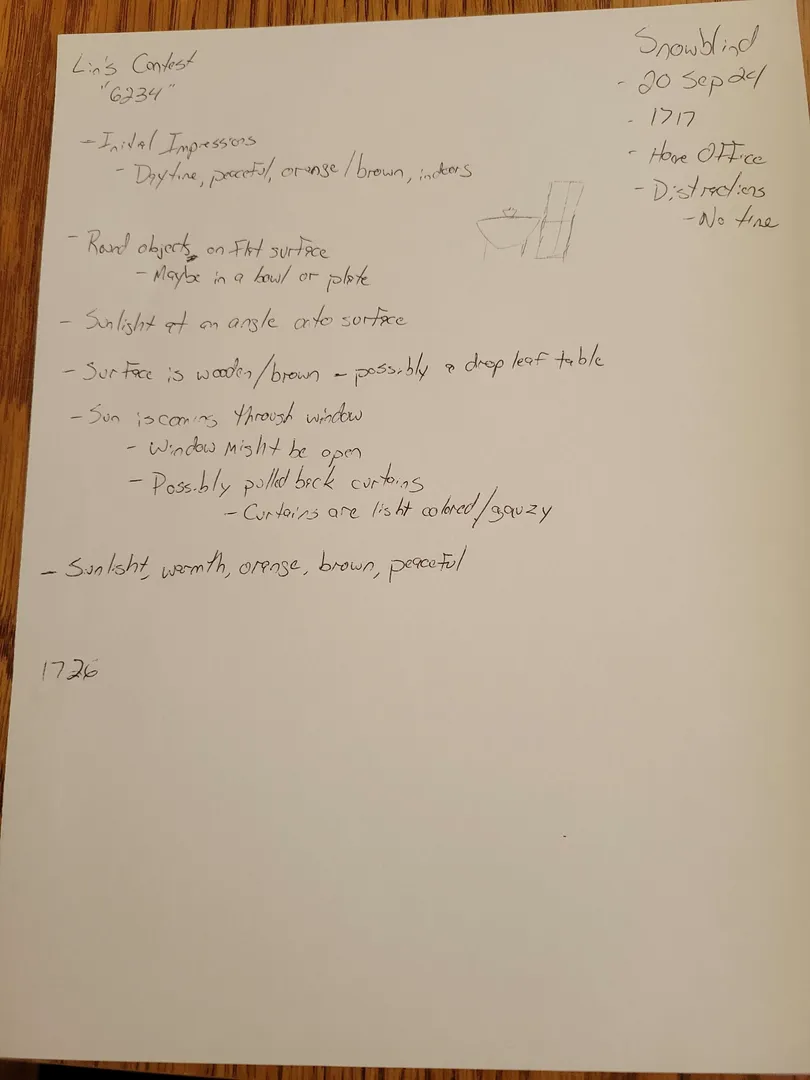 Lin's Contest
"6234"
- Inital Impressions
- Daytime, peaceful, orange/brown, indoors
- Round objects on flat surface
- Maybe in a bowl or plate
- Sunlight at an angle onto surface
- Surface is wooden/brown - possibly a drop leaf table
- Sun is coming through window
- Window might be open
- Possibly pulled back curtains
- Curtains are light colored/gauzy
- Sunlight, warmth, orange, brown, peaceful
1726
Snowblind
- 20 Sep 24
- 1717
- Home Office
- Distractions
- No time